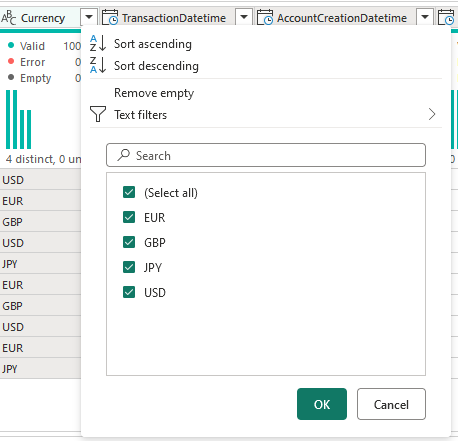 ABC Currency TransactionDatetime AccountCreationDatetime
Valid 100
Error 0
Empty 0
4 distinct, 0 un
USD
EUR
GBP
USD
JPY
EUR
GBP
USD
EUR
JPY
A Z Sort ascending
Z A Sort descending
Remove empty
Text filters
Search
(Select all)
EUR
GBP
JPY
USD
OK Cancel